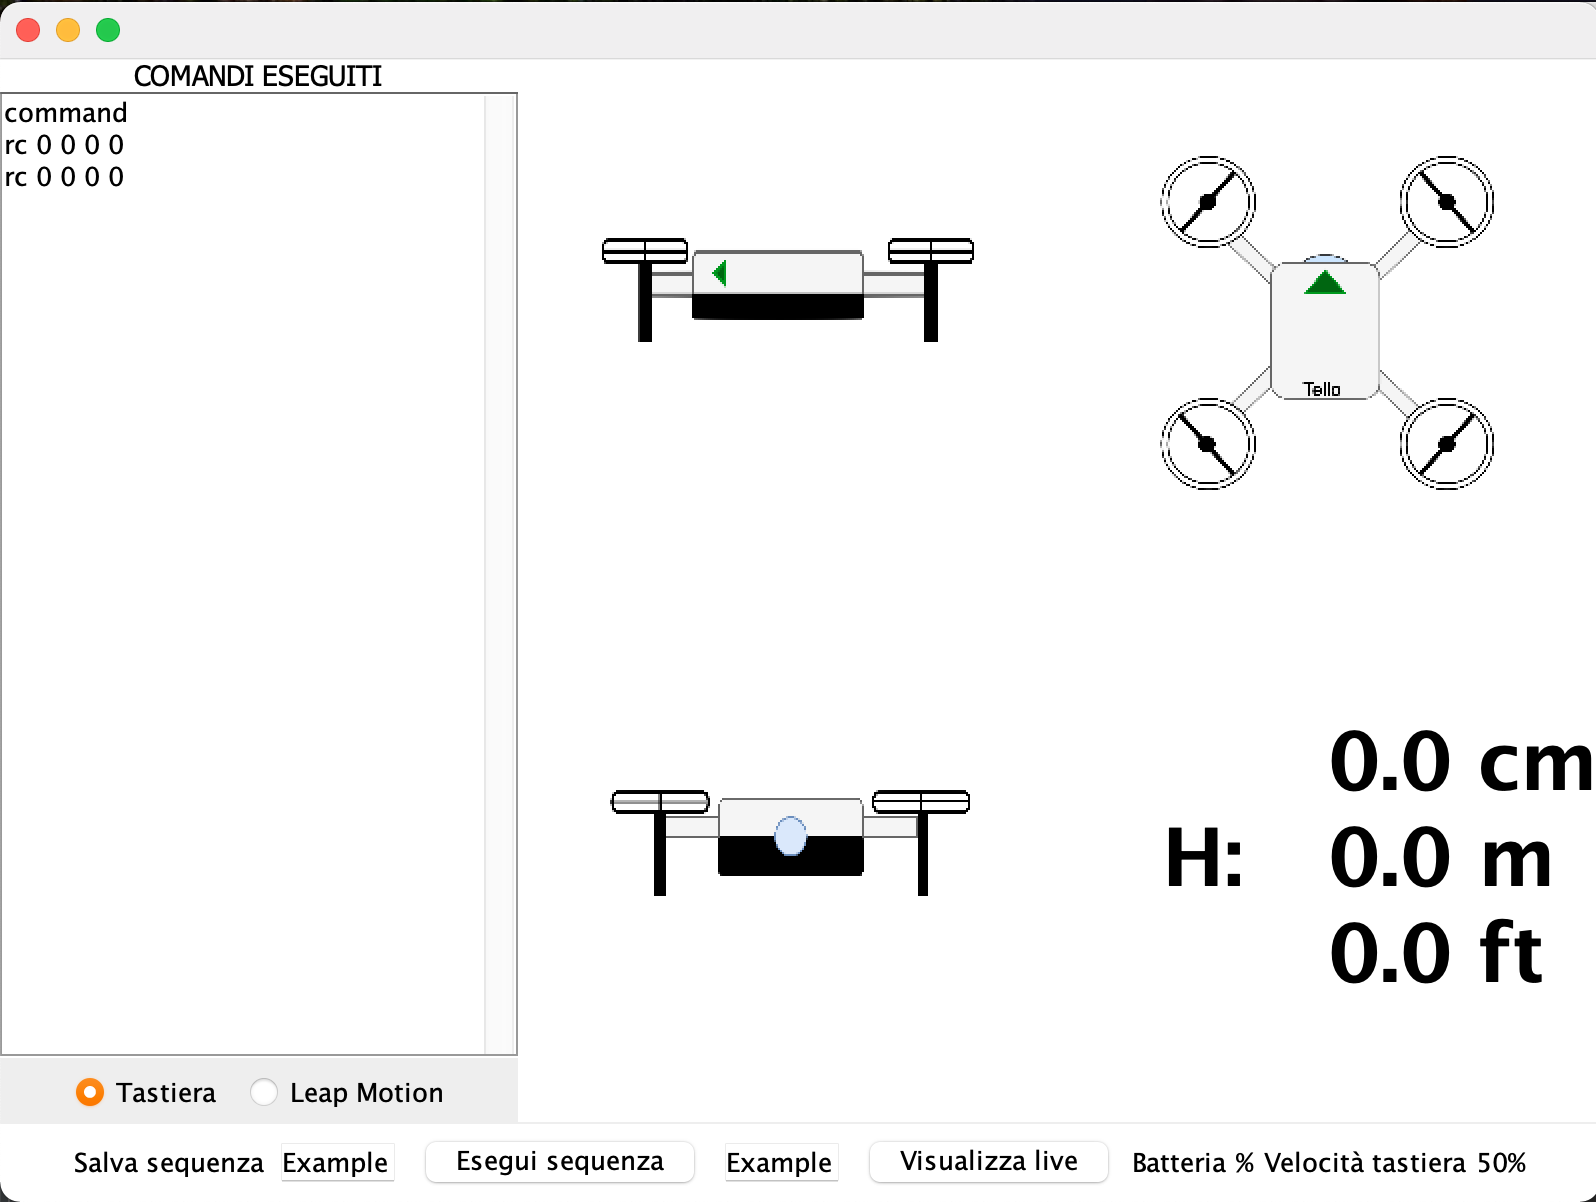 COMANDI ESEGUITI
command
rc 0 0 0 0
rc 0 0 0 0
Tello
0.0 cm
H: 0.0 m
0.0 ft
Tastiera Leap Motion
Salva sequenza Example Esegui sequenza Example Visualizza live Batteria % Velocità tastiera 50%